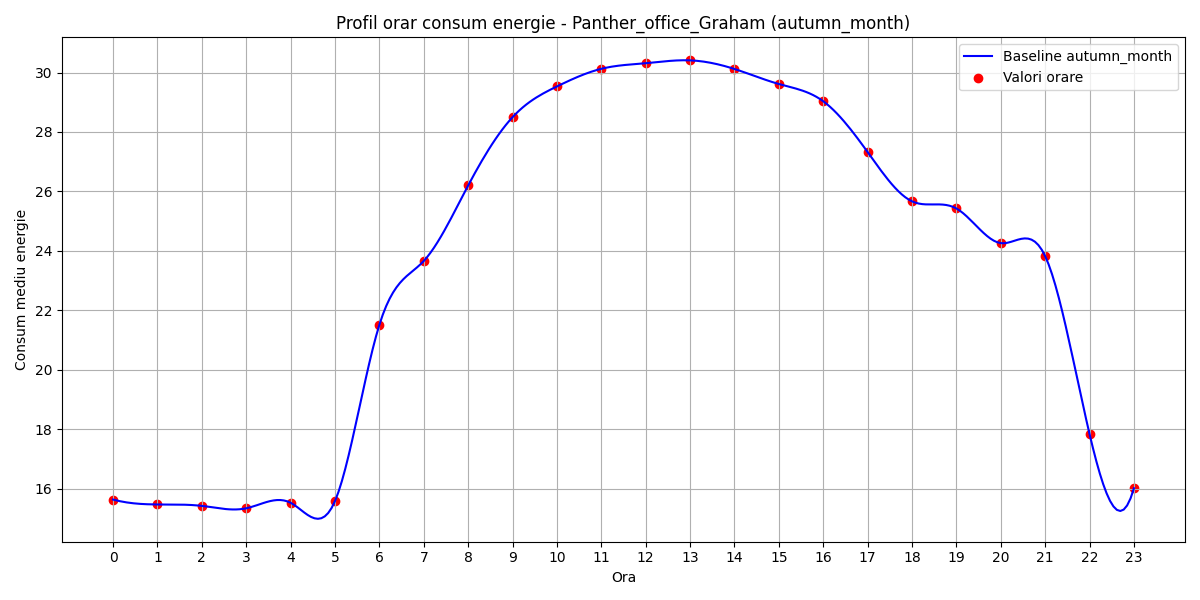 Profil orar consum energie - Panther_office_Graham (autumn_month)
Baseline autumn_month
Valori orare
Consum mediu energie
30
28
26
24
22
20
18
16
0 1 2 3 4 5 6 7 8 9 10 11 12 13 14 15 16 17 18 19 20 21 22 23
Ora